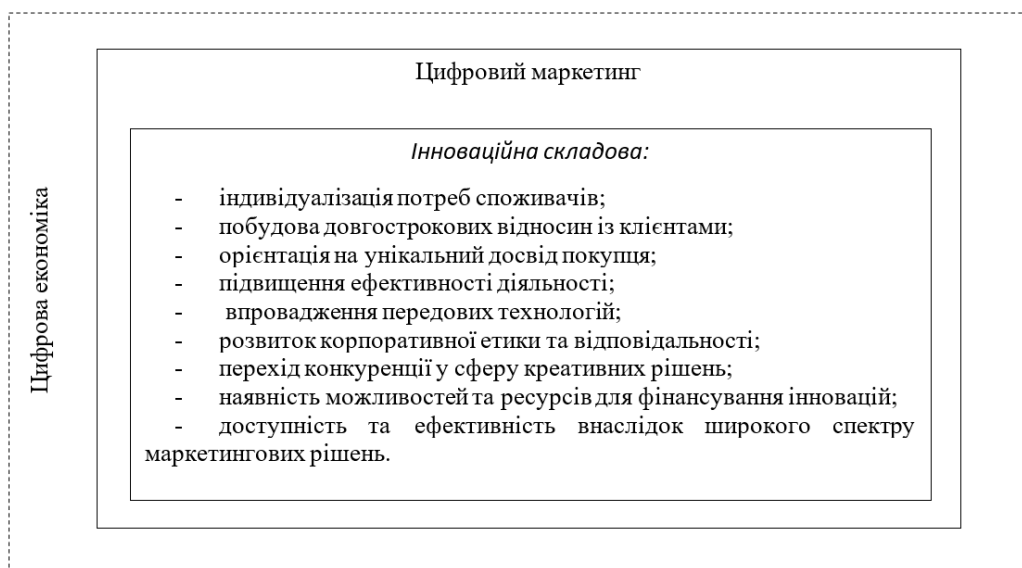 Цифрова економіка
Цифровий маркетинг
Інноваційна складова:
- індивідуалізація потреб споживачів;
- побудова довгострокових відносин із клієнтами;
- орієнтація на унікальний досвід покупця;
- підвищення ефективності діяльності;
- впровадження передових технологій;
- розвиток корпоративної етики та відповідальності;
- перехід конкуренції у сферу креативних рішень;
- наявність можливостей та ресурсів для фінансування інновацій;
- доступність та ефективність внаслідок широкого спектру
маркетингових рішень.